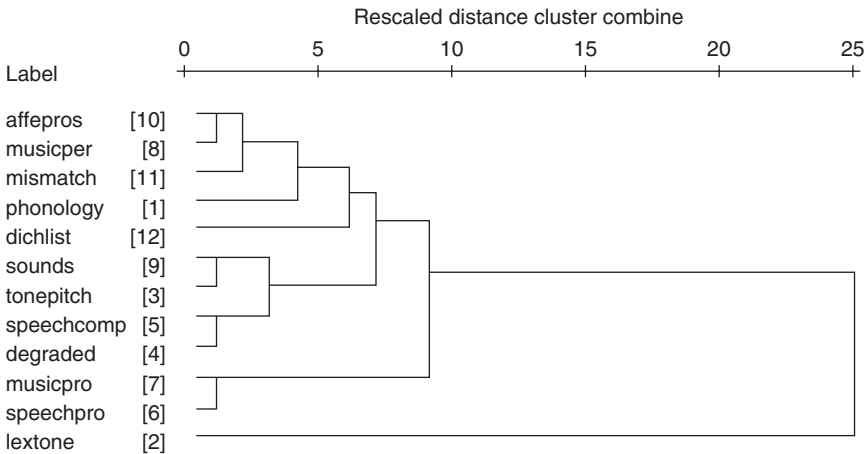 Rescaled distance cluster combine
0 5 10 15 20 25
Label
affepros [10]
musicper [8]
mismatch [11]
phonology [1]
dichlist [12]
sounds [9]
tonepitch [3]
speechcomp [5]
degraded [4]
musicpro [7]
speechpro [6]
lextone [2]